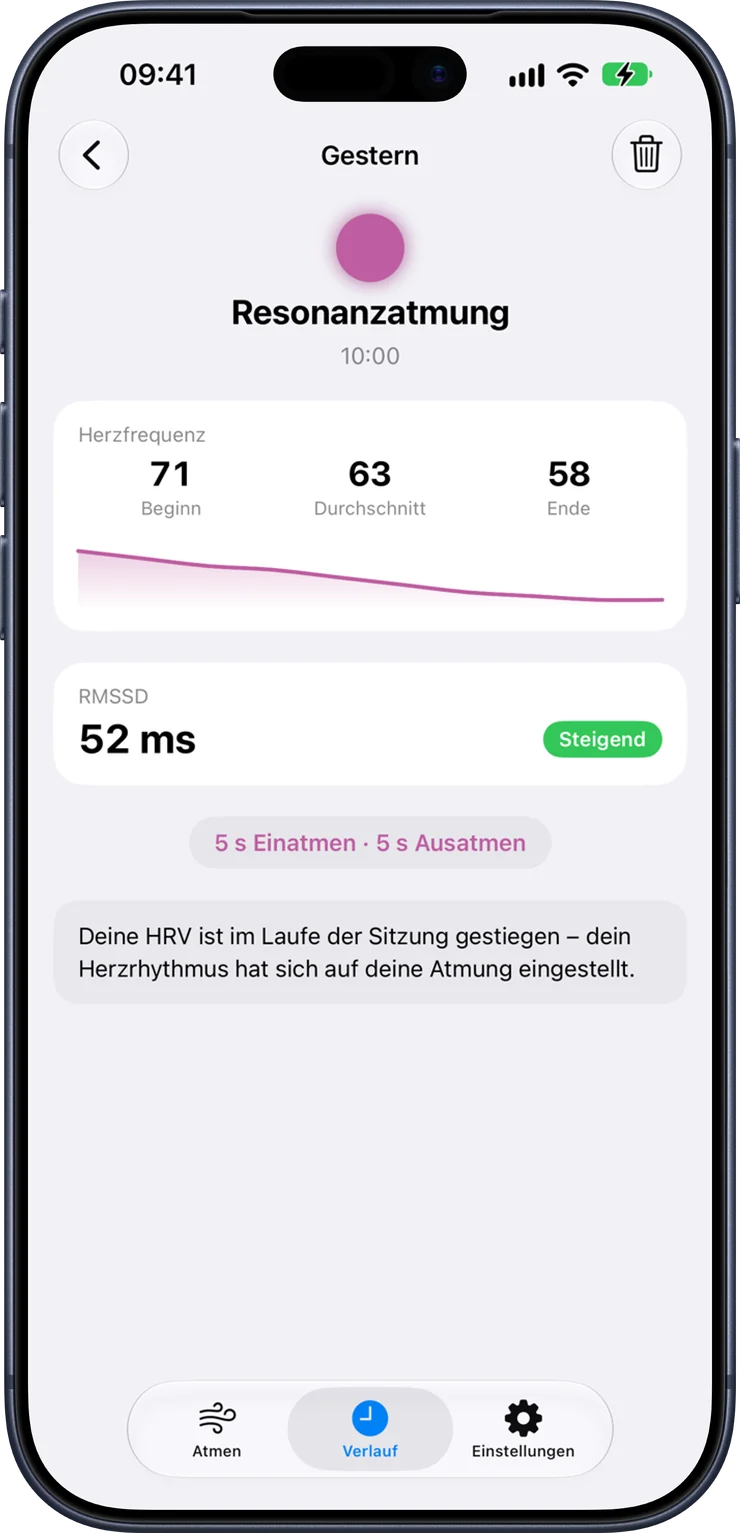 09:41
Gestern
Resonanzatmung
10:00
Herzfrequenz
71 63 58
Beginn Durchschnitt Ende
RMSSD
52 ms Steigend
5 s Einatmen · 5 s Ausatmen
Deine HRV ist im Laufe der Sitzung gestiegen – dein
Herzrhythmus hat sich auf deine Atmung eingestellt.
Atmen Verlauf Einstellungen